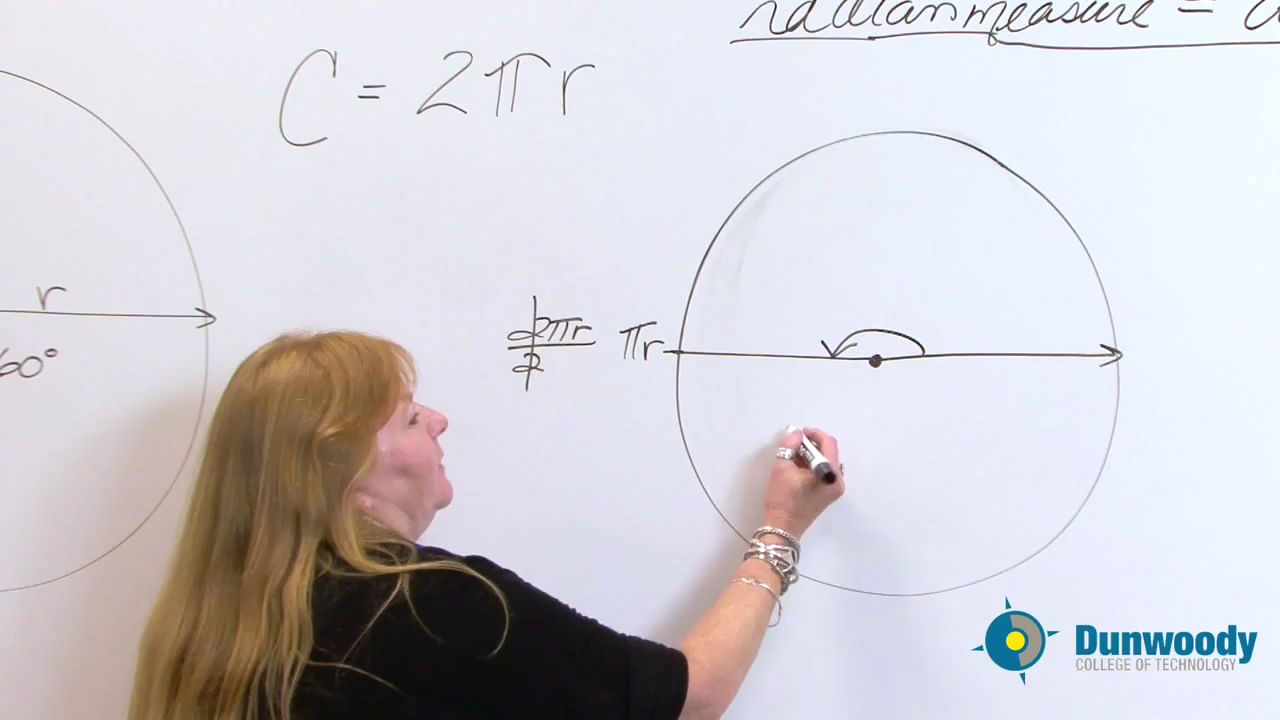 radian measure =
C = 2πr
r
60°
2πr
2
πr
Dunwoody
COLLEGE OF TECHNOLOGY